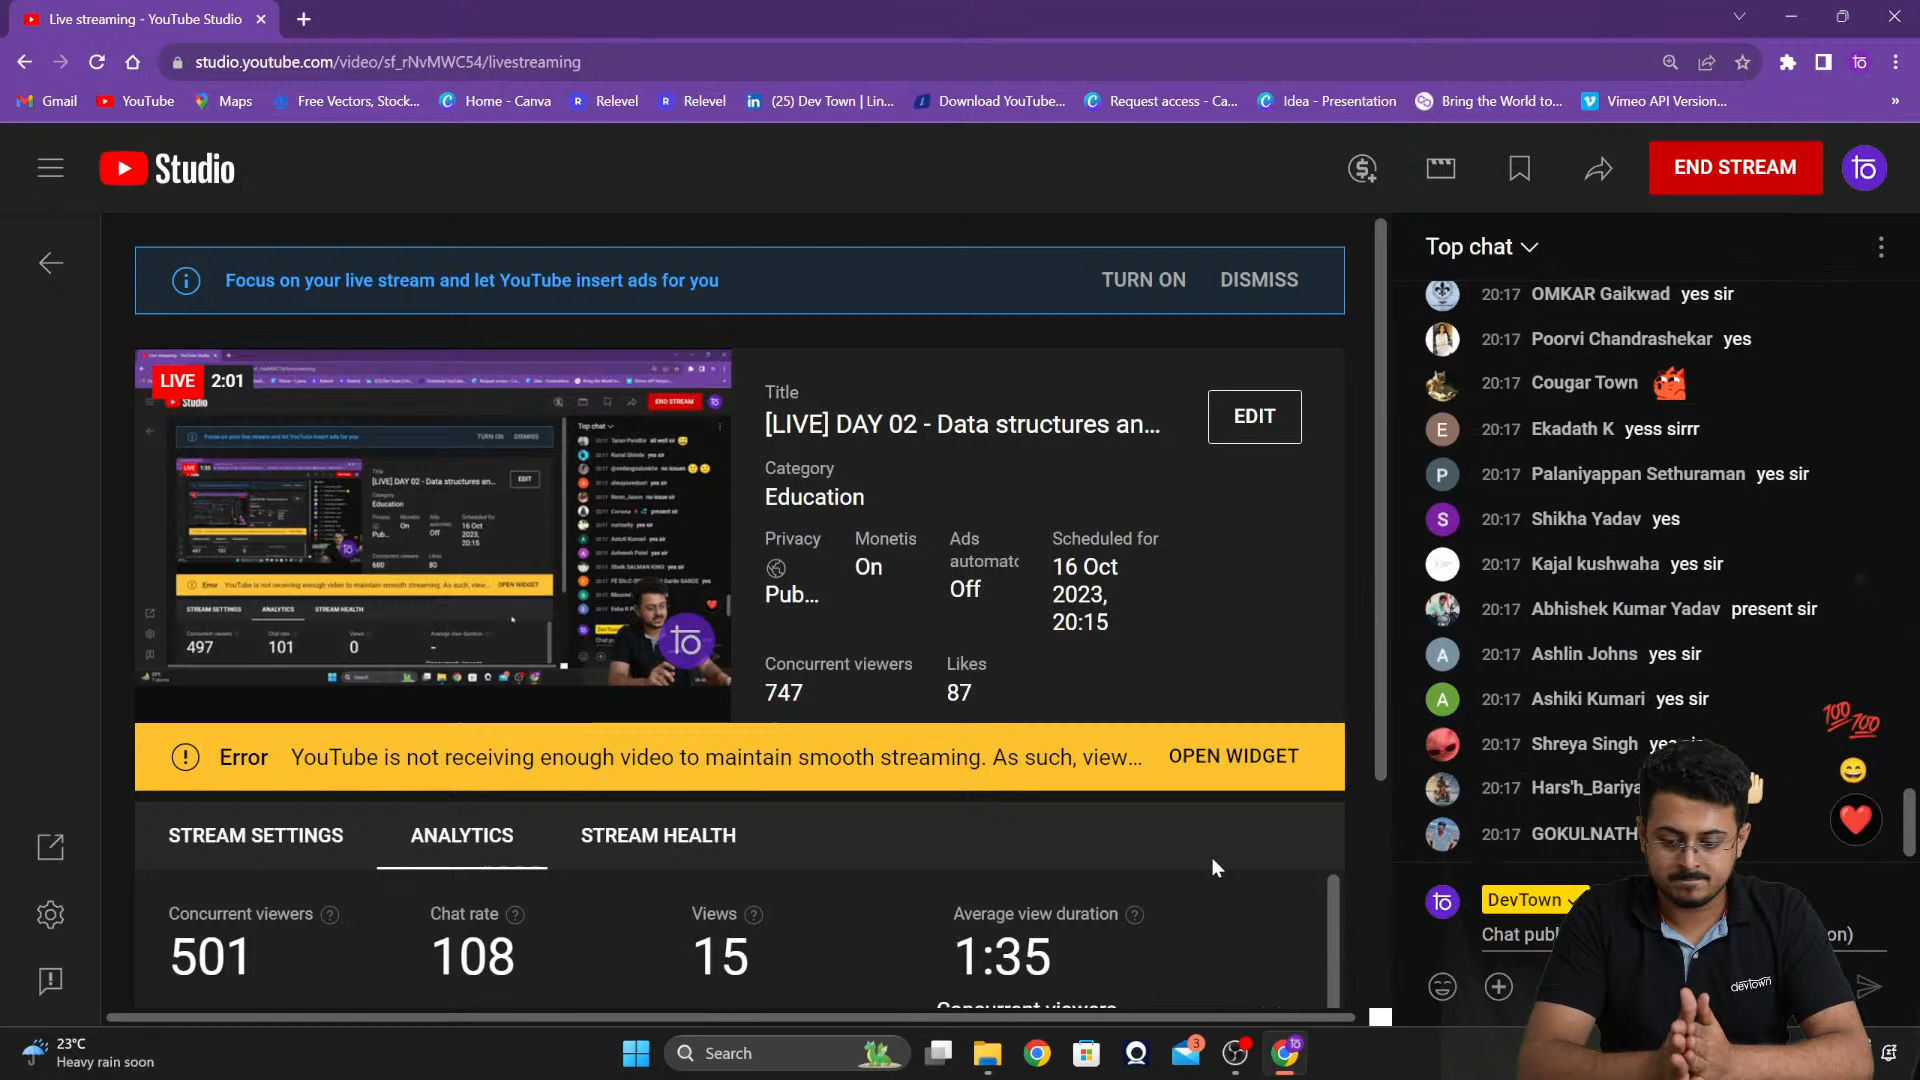 Live streaming - YouTube Studio
studio.youtube.com/video/sf_rNvMWC54/livestreaming
Gmail
YouTube
Maps
Free Vectors, Stock...
Home - Canva
Relevel
Relevel
(25) Dev Town | Lin...
Download YouTube...
Request access - Ca...
Idea - Presentation
Bring the World to...
Vimeo API Version...
Studio
END STREAM
Focus on your live stream and let YouTube insert ads for you
TURN ON
DISMISS
LIVE 2:01
Title
[LIVE] DAY 02 - Data structures an...
EDIT
Category
Education
Privacy
Pub...
Monetis
On
Ads
automatc
Off
Scheduled for
16 Oct
2023,
20:15
Concurrent viewers
747
Likes
87
Error YouTube is not receiving enough video to maintain smooth streaming. As such, view...
OPEN WIDGET
STREAM SETTINGS
ANALYTICS
STREAM HEALTH
Concurrent viewers
501
Chat rate
108
Views
15
Average view duration
1:35
Concurrent viewers
Top chat
20:17 OMKAR Gaikwad yes sir
20:17 Poorvi Chandrashekar yes
20:17 Cougar Town
20:17 Ekadath K yess sirrr
20:17 Palaniyappan Sethuraman yes sir
20:17 Shikha Yadav yes
20:17 Kajal kushwaha yes sir
20:17 Abhishek Kumar Yadav present sir
20:17 Ashlin Johns yes sir
20:17 Ashiki Kumari yes sir
20:17 Shreya Singh
20:17 Hars'h_Bariya
20:17 GOKULNATH
DevTown
Chat publ
on)
devtown
23°C
Heavy rain soon
Search
3